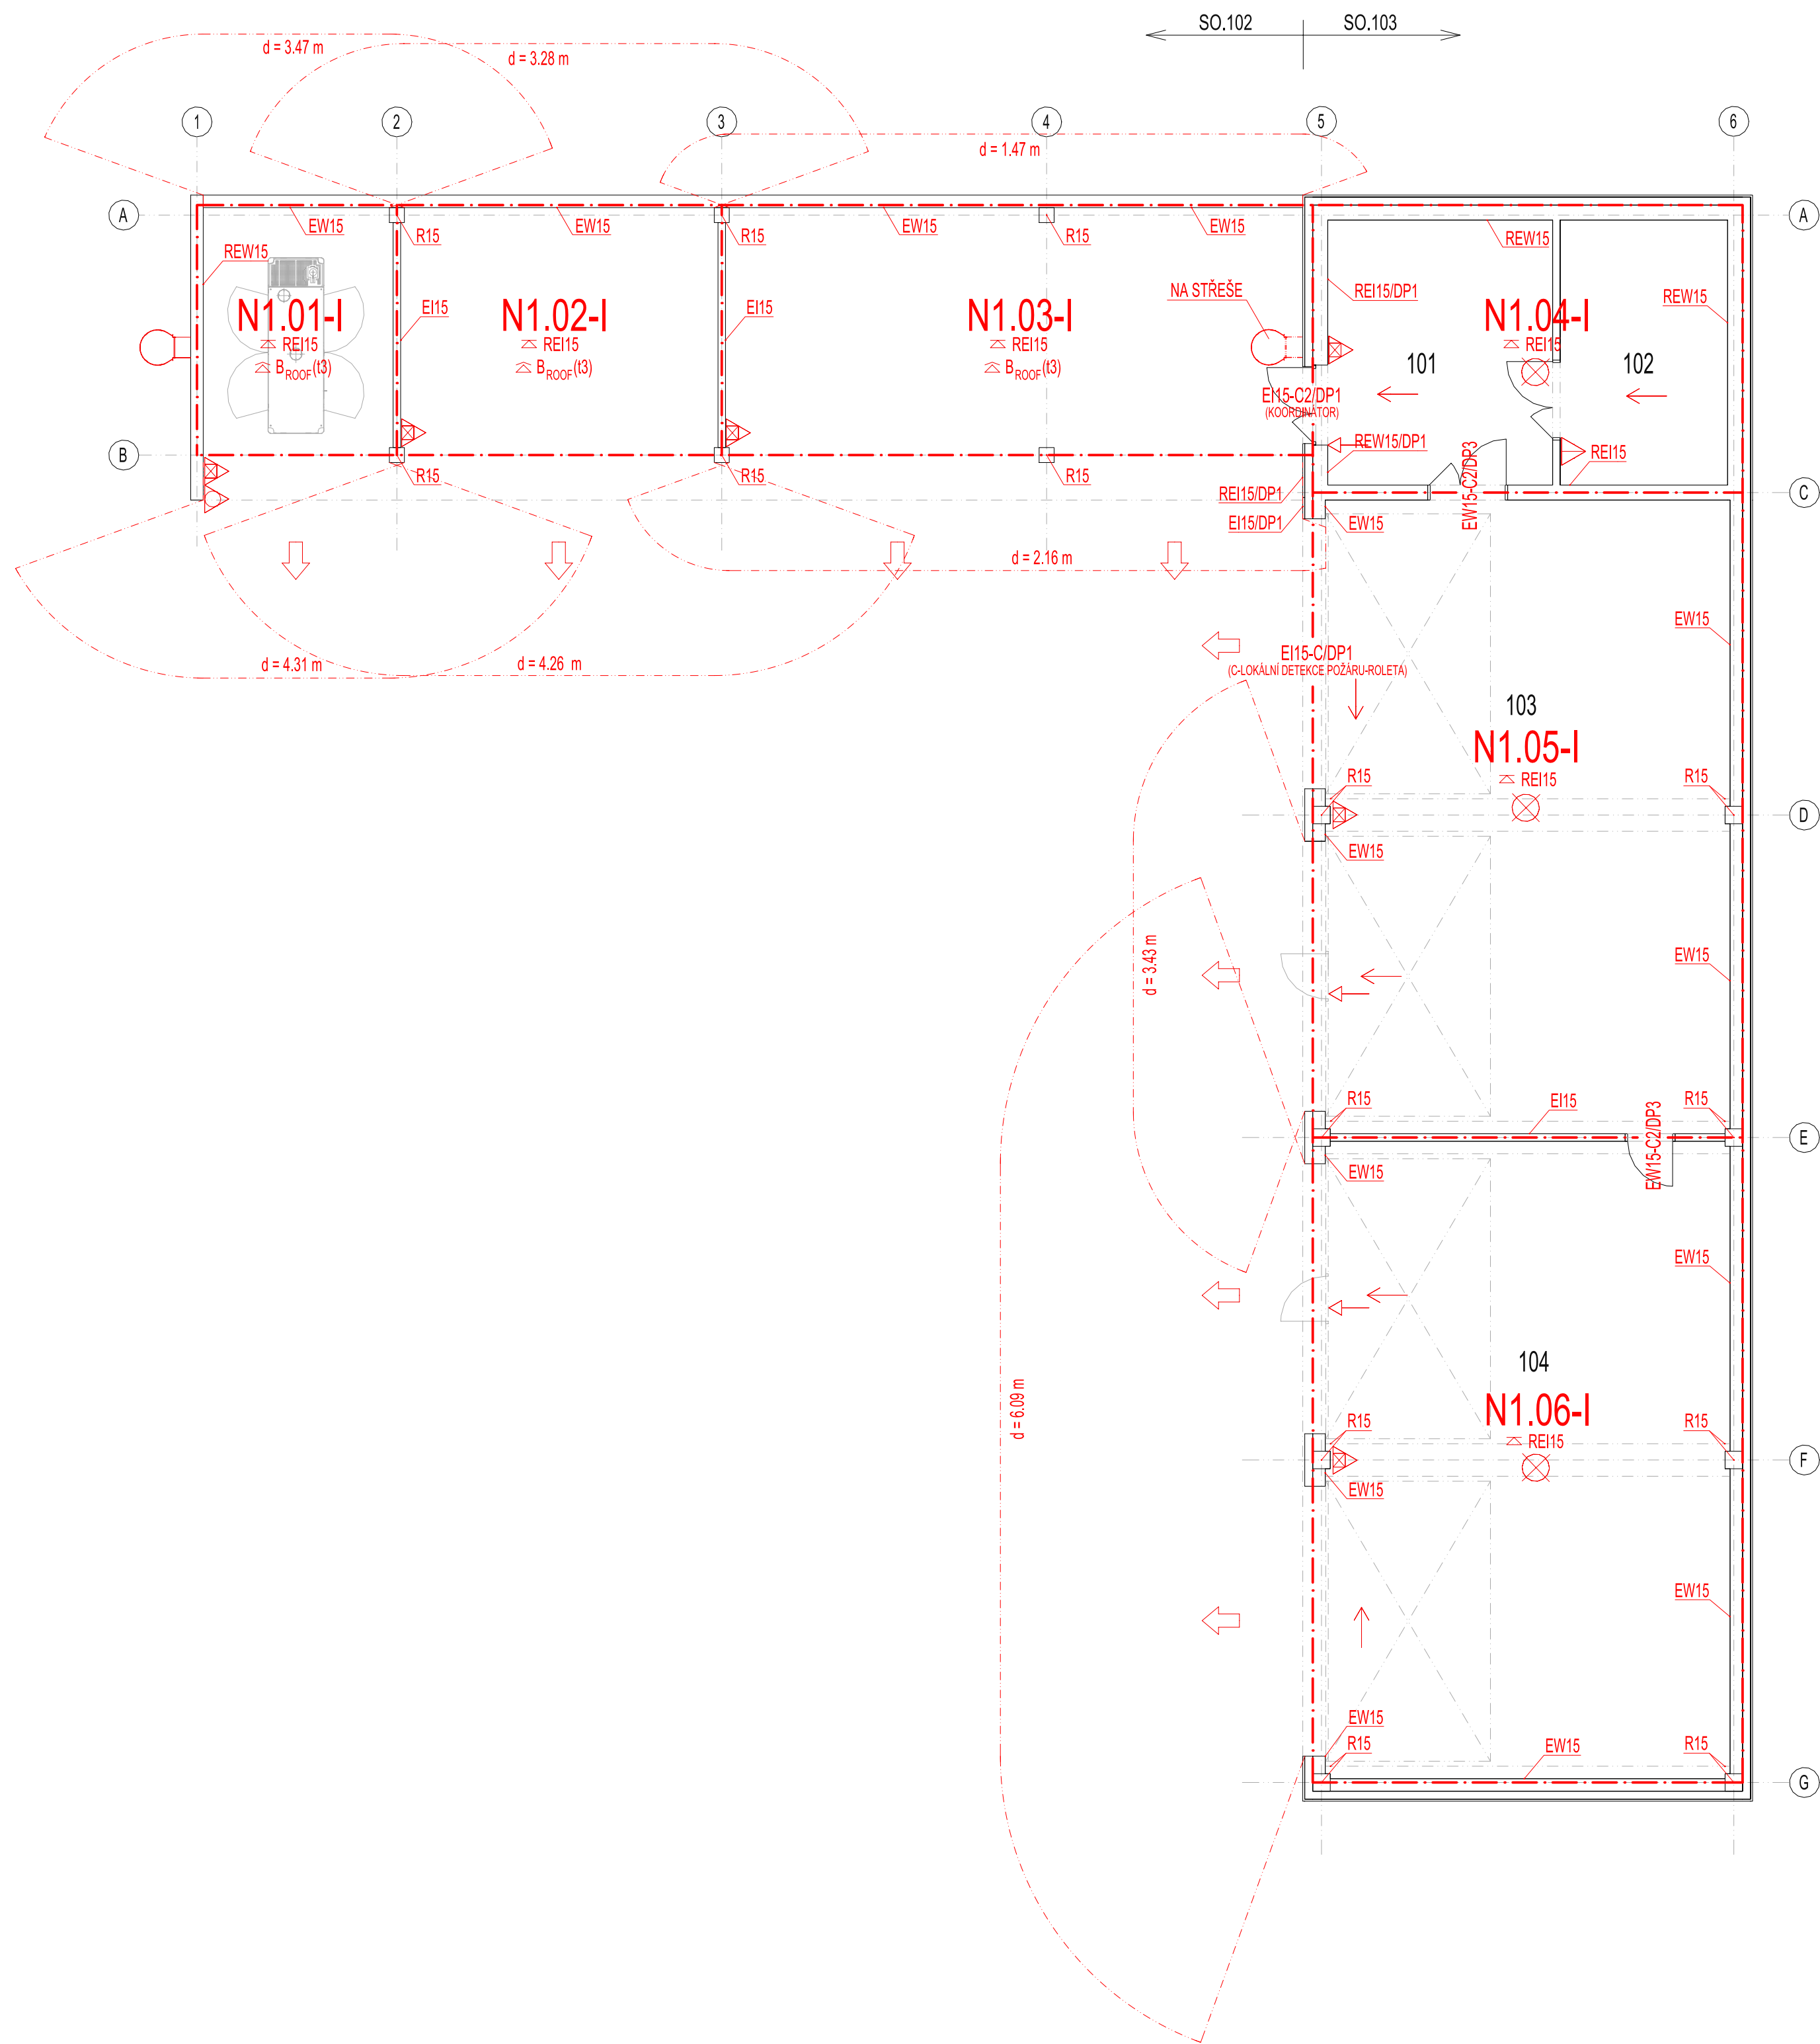 SO.102
SO.103
d = 3.47 m
d = 3.28 m
1
2
3
4
5
6
d = 1.47 m
A
A
EW15
R15
EW15
R15
EW15
R15
EW15
REW15
REW15
NA STŘEŠE
REI15/DP1
REW15
N1.01-I
REI15
BROOF(t3)
EI15
N1.02-I
REI15
BROOF(t3)
EI15
N1.03-I
REI15
BROOF(t3)
N1.04-I
REI15
101
102
EI15-C2/DP1
(KOORDINÁTOR)
REW15/DP1
EW15-C2/DP3
REI15
B
R15
R15
R15
REI15/DP1
EI15/DP1
EW15
C
d = 2.16 m
d = 4.31 m
d = 4.26 m
EI15-C/DP1
(C-LOKÁLNÍ DETEKCE POŽÁRU-ROLETA)
EW15
103
N1.05-I
REI15
R15
R15
D
EW15
d = 3.43 m
EW15
R15
EI15
R15
EW15-C2/DP3
E
EW15
EW15
104
N1.06-I
REI15
d = 6.09 m
R15
R15
F
EW15
EW15
EW15
R15
EW15
R15
G